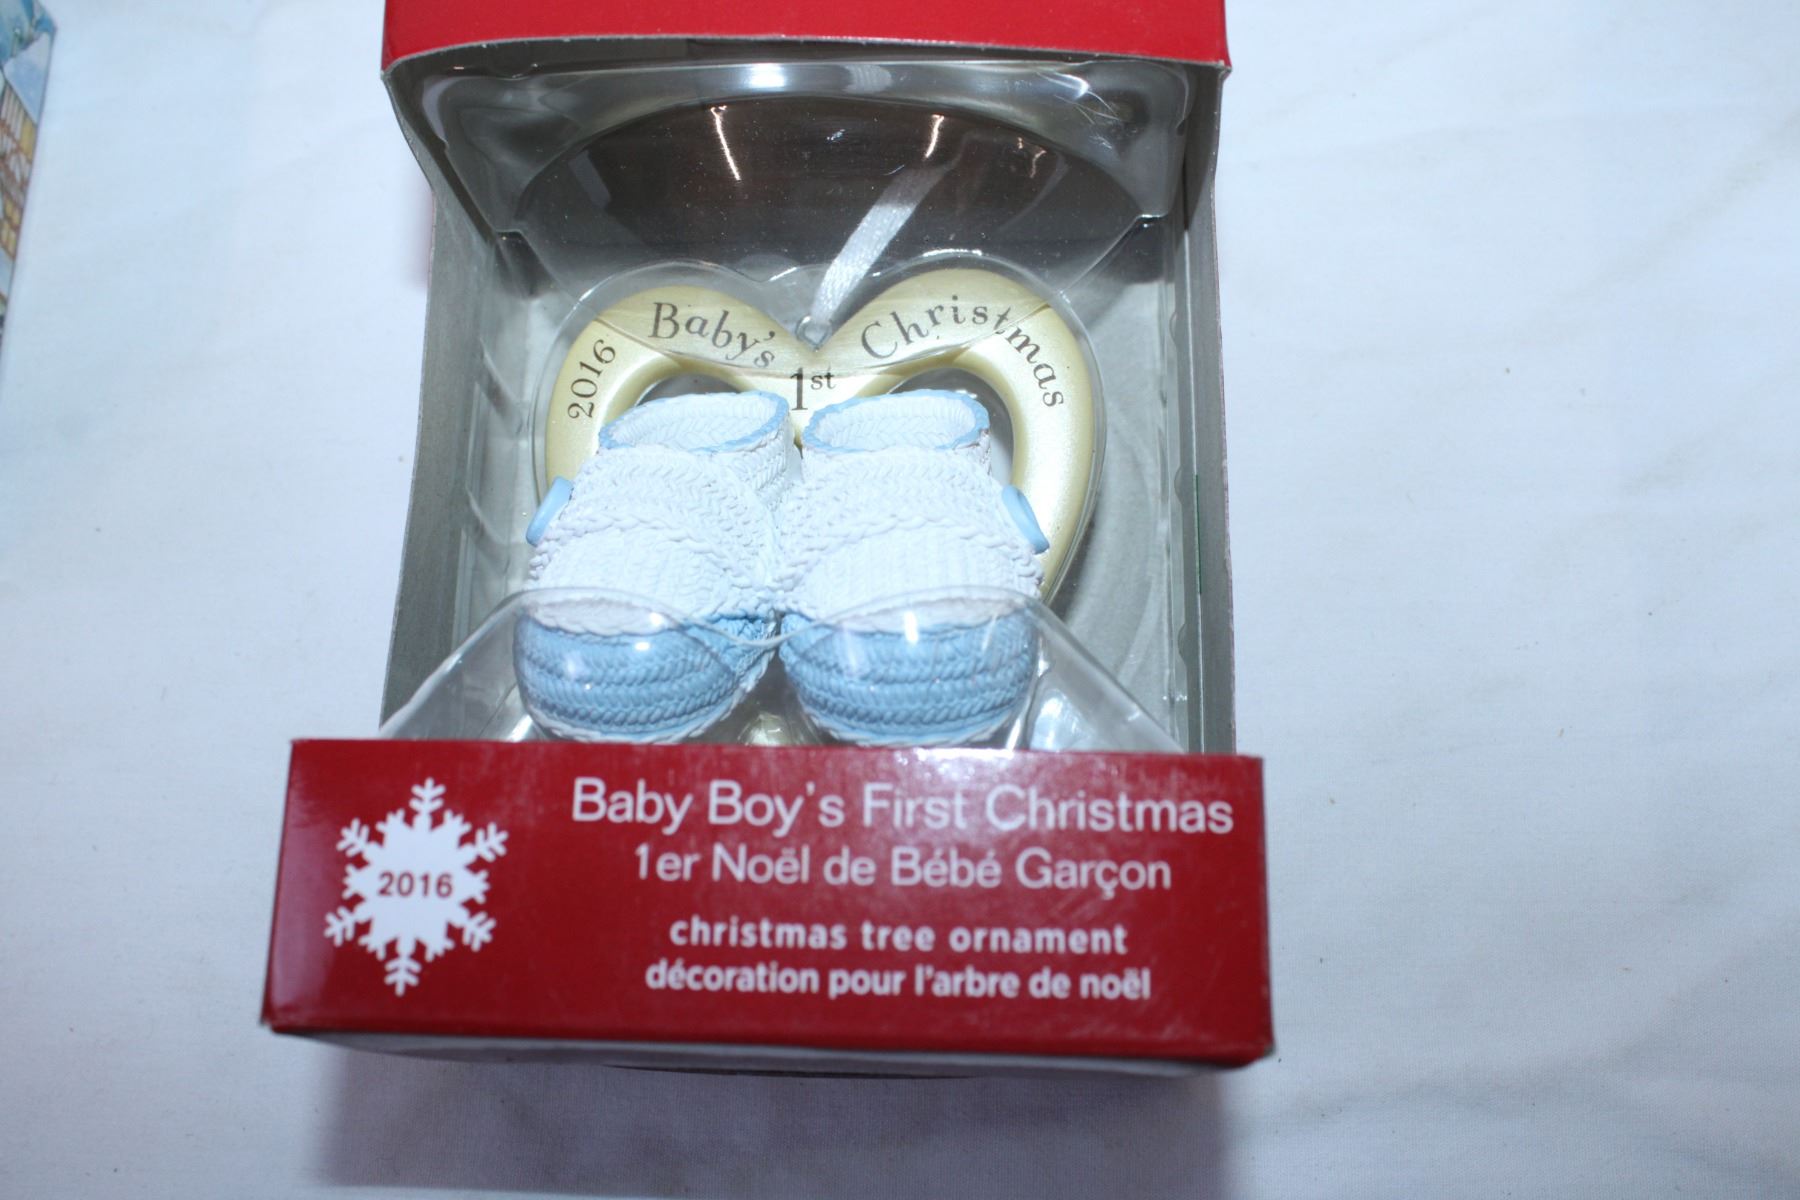 2016 Baby's 1st Christmas
Baby Boy's First Christmas
1er Noël de Bébé Garçon
2016
christmas tree ornament
décoration pour l'arbre de noël